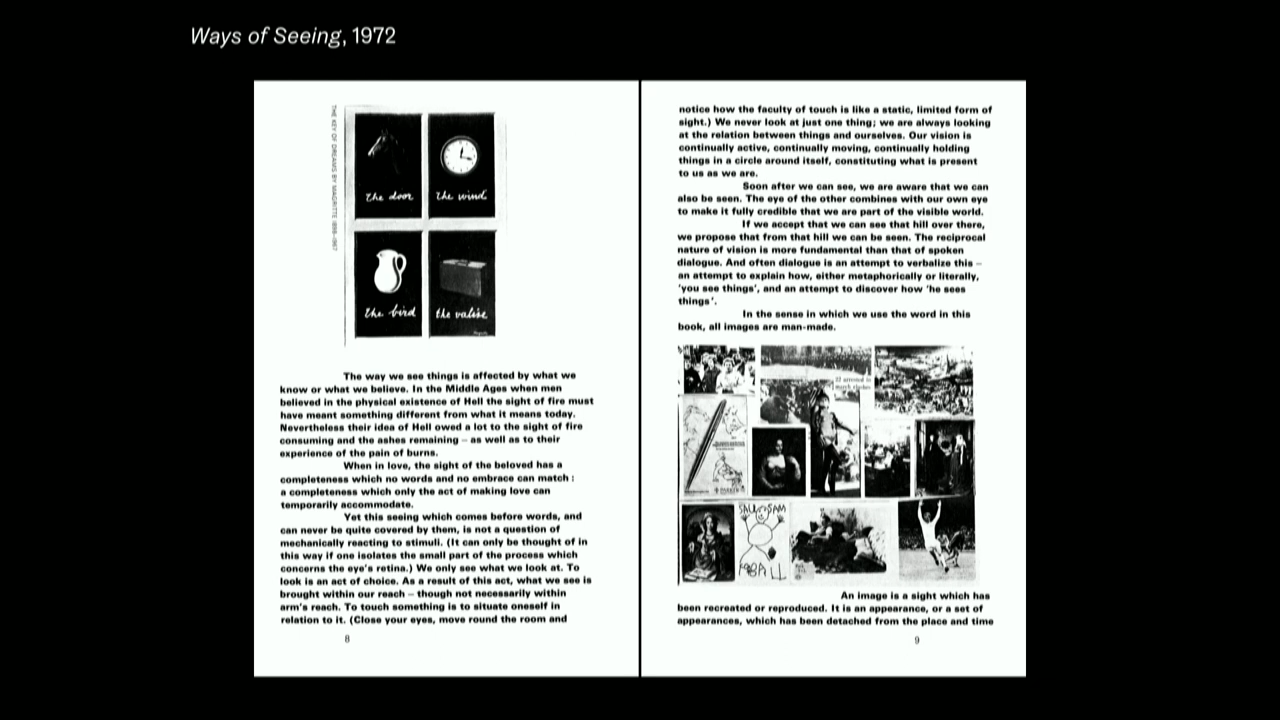 Ways of Seeing, 1972
THE KEY OF DREAMS BY MAGRITTE 1898–1967
the door
the wind
the bird
the valise
The way we see things is affected by what we
know or what we believe. In the Middle Ages when men
believed in the physical existence of Hell the sight of fire must
have meant something different from what it means today.
Nevertheless their idea of Hell owed a lot to the sight of fire
consuming and the ashes remaining – as well as to their
experience of the pain of burns.
When in love, the sight of the beloved has a
completeness which no words and no embrace can match :
a completeness which only the act of making love can
temporarily accommodate.
Yet this seeing which comes before words, and
can never be quite covered by them, is not a question of
mechanically reacting to stimuli. (It can only be thought of in
this way if one isolates the small part of the process which
concerns the eye's retina.) We only see what we look at. To
look is an act of choice. As a result of this act, what we see is
brought within our reach – though not necessarily within
arm's reach. To touch something is to situate oneself in
relation to it. (Close your eyes, move round the room and
8
notice how the faculty of touch is like a static, limited form of
sight.) We never look at just one thing; we are always looking
at the relation between things and ourselves. Our vision is
continually active, continually moving, continually holding
things in a circle around itself, constituting what is present
to us as we are.
Soon after we can see, we are aware that we can
also be seen. The eye of the other combines with our own eye
to make it fully credible that we are part of the visible world.
If we accept that we can see that hill over there,
we propose that from that hill we can be seen. The reciprocal
nature of vision is more fundamental than that of spoken
dialogue. And often dialogue is an attempt to verbalize this –
an attempt to explain how, either metaphorically or literally,
'you see things', and an attempt to discover how 'he sees
things'.
In the sense in which we use the word in this
book, all images are man-made.
22 arrested in
march clashes
SAUL SAM
An image is a sight which has
been recreated or reproduced. It is an appearance, or a set of
appearances, which has been detached from the place and time
9